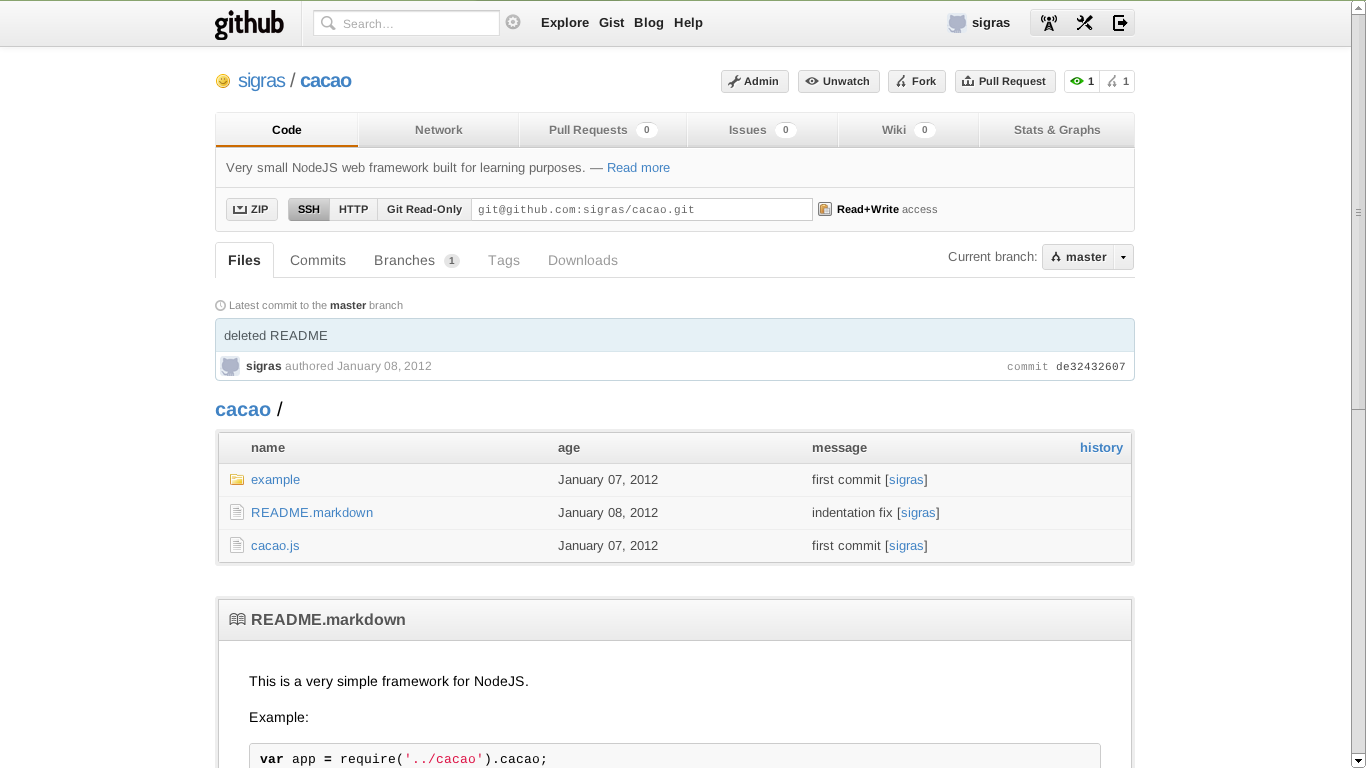 github Search… Explore Gist Blog Help sigras
sigras / cacao Admin Unwatch Fork Pull Request 1 1
Code Network Pull Requests 0 Issues 0 Wiki 0 Stats & Graphs
Very small NodeJS web framework built for learning purposes. — Read more
ZIP SSH HTTP Git Read-Only git@github.com:sigras/cacao.git Read+Write access
Files Commits Branches 1 Tags Downloads Current branch: master
Latest commit to the master branch
deleted README
sigras authored January 08, 2012 commit de32432607
cacao /
name age message history
example January 07, 2012 first commit [sigras]
README.markdown January 08, 2012 indentation fix [sigras]
cacao.js January 07, 2012 first commit [sigras]
README.markdown
This is a very simple framework for NodeJS.
Example:
var app = require('../cacao').cacao;